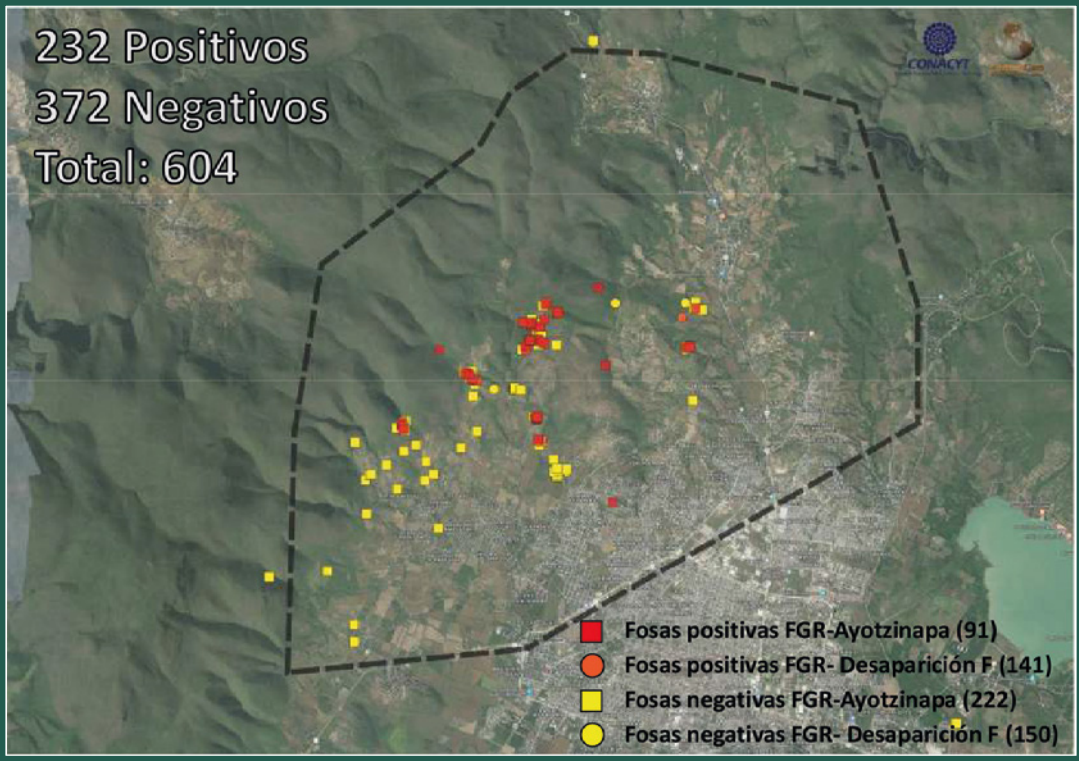 232 Positivos
372 Negativos
Total: 604
CONACYT
Fosas positivas FGR-Ayotzinapa (91)
Fosas positivas FGR- Desaparición F (141)
Fosas negativas FGR-Ayotzinapa (222)
Fosas negativas FGR- Desaparición F (150)